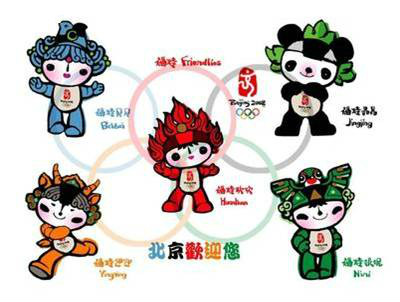 福娃 Friendlies
福娃贝贝
Beibei
Beijing 2008
福娃晶晶
Jingjing
福娃欢欢
Huanhuan
福娃迎迎
Yingying
北京歡迎您
福娃妮妮
Nini